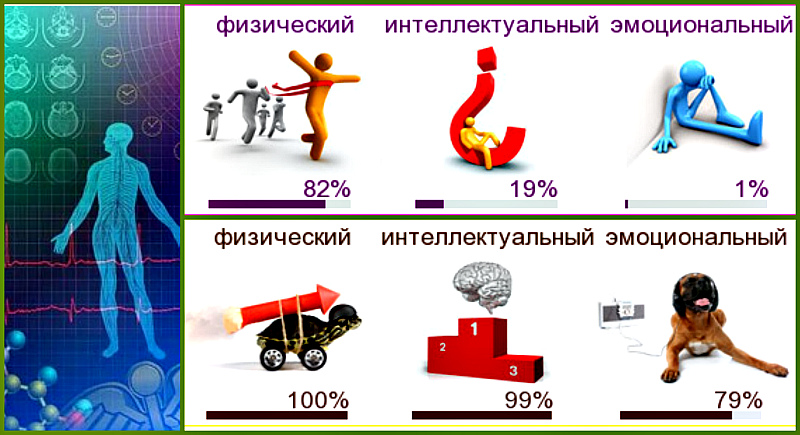 физический интеллектуальный эмоциональный
82% 19% 1%
физический интеллектуальный эмоциональный
1
2
3
100% 99% 79%